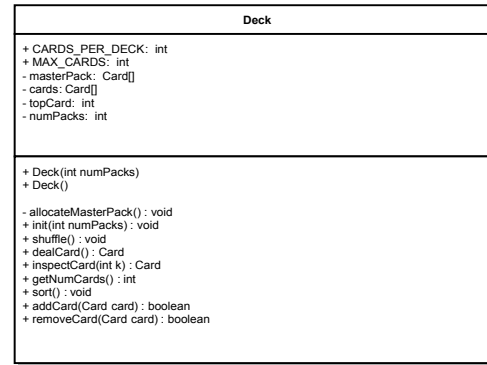 Deck
+ CARDS_PER_DECK:  int
+ MAX_CARDS:  int
- masterPack:  Card[]
- cards: Card[]
- topCard:  int
- numPacks:  int
+ Deck(int numPacks)
+ Deck()
- allocateMasterPack() : void
+ init(int numPacks) : void
+ shuffle() : void
+ dealCard() : Card
+ inspectCard(int k) : Card
+ getNumCards() : int
+ sort() : void
+ addCard(Card card) : boolean
+ removeCard(Card card) : boolean